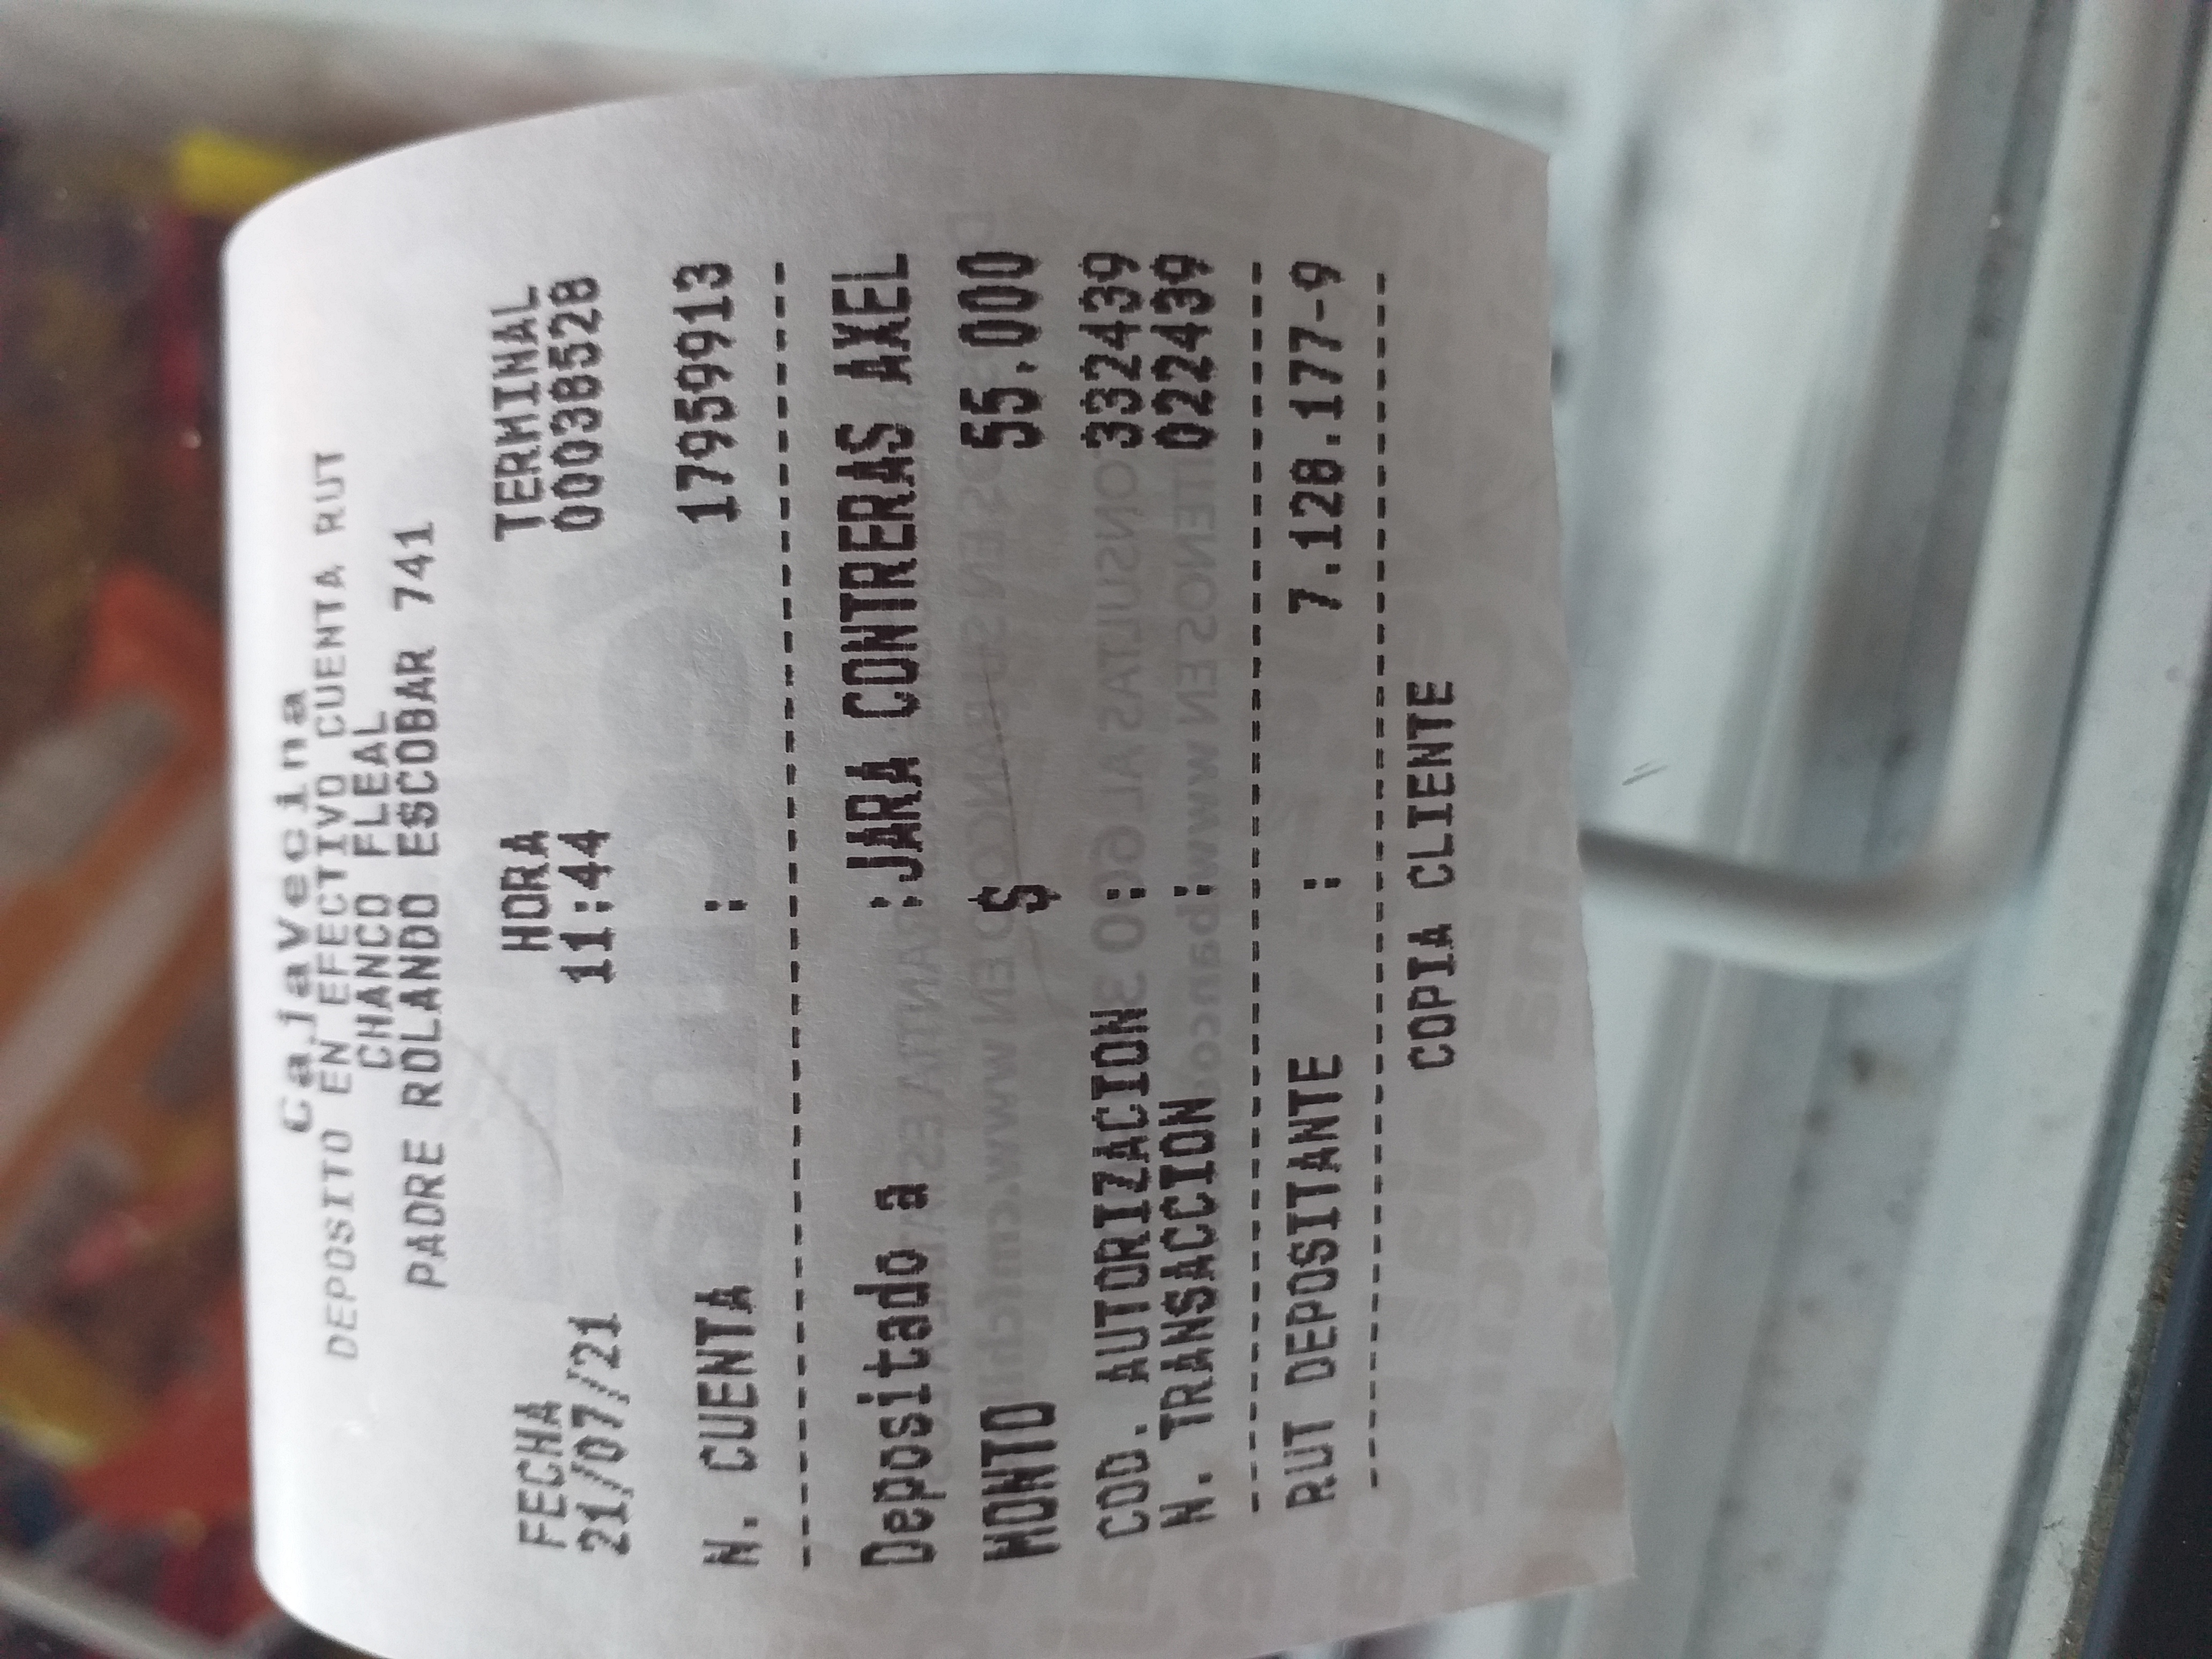 CajaVecina
DEPOSITO EN EFECTIVO CUENTA RUT
CHANCO FLEAL
PADRE ROLANDO ESCOBAR 741
FECHA HORA TERMINAL
21/07/21 11:44 00038528
N. CUENTA : 179599913
Depositado a :JARA CONTRERAS AXEL
MONTO $ 55.000
COD. AUTORIZACION : 332439
N. TRANSACCION : 022439
RUT DEPOSITANTE : 7.128.177-9
COPIA CLIENTE